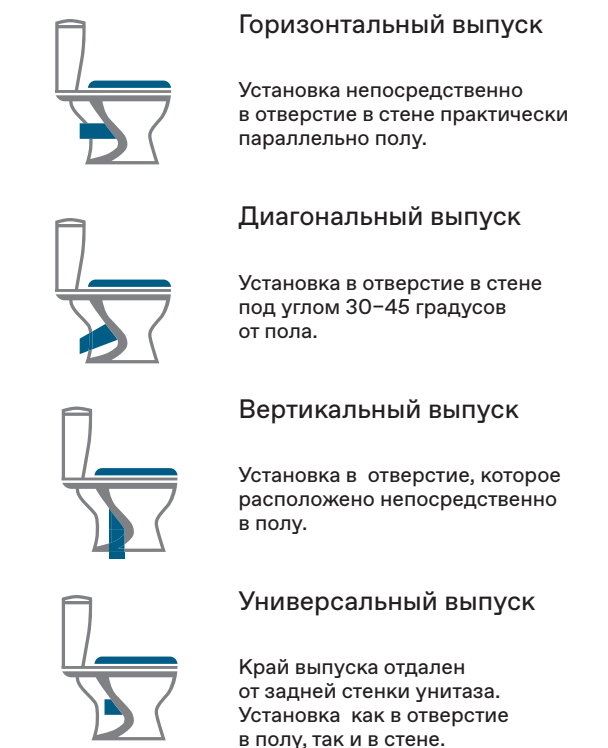 Горизонтальный выпуск
Установка непосредственно
в отверстие в стене практически
параллельно полу.
Диагональный выпуск
Установка в отверстие в стене
под углом 30–45 градусов
от пола.
Вертикальный выпуск
Установка в  отверстие, которое
расположено непосредственно
в полу.
Универсальный выпуск
Край выпуска отдален
от задней стенки унитаза.
Установка  как в отверстие
в полу, так и в стене.